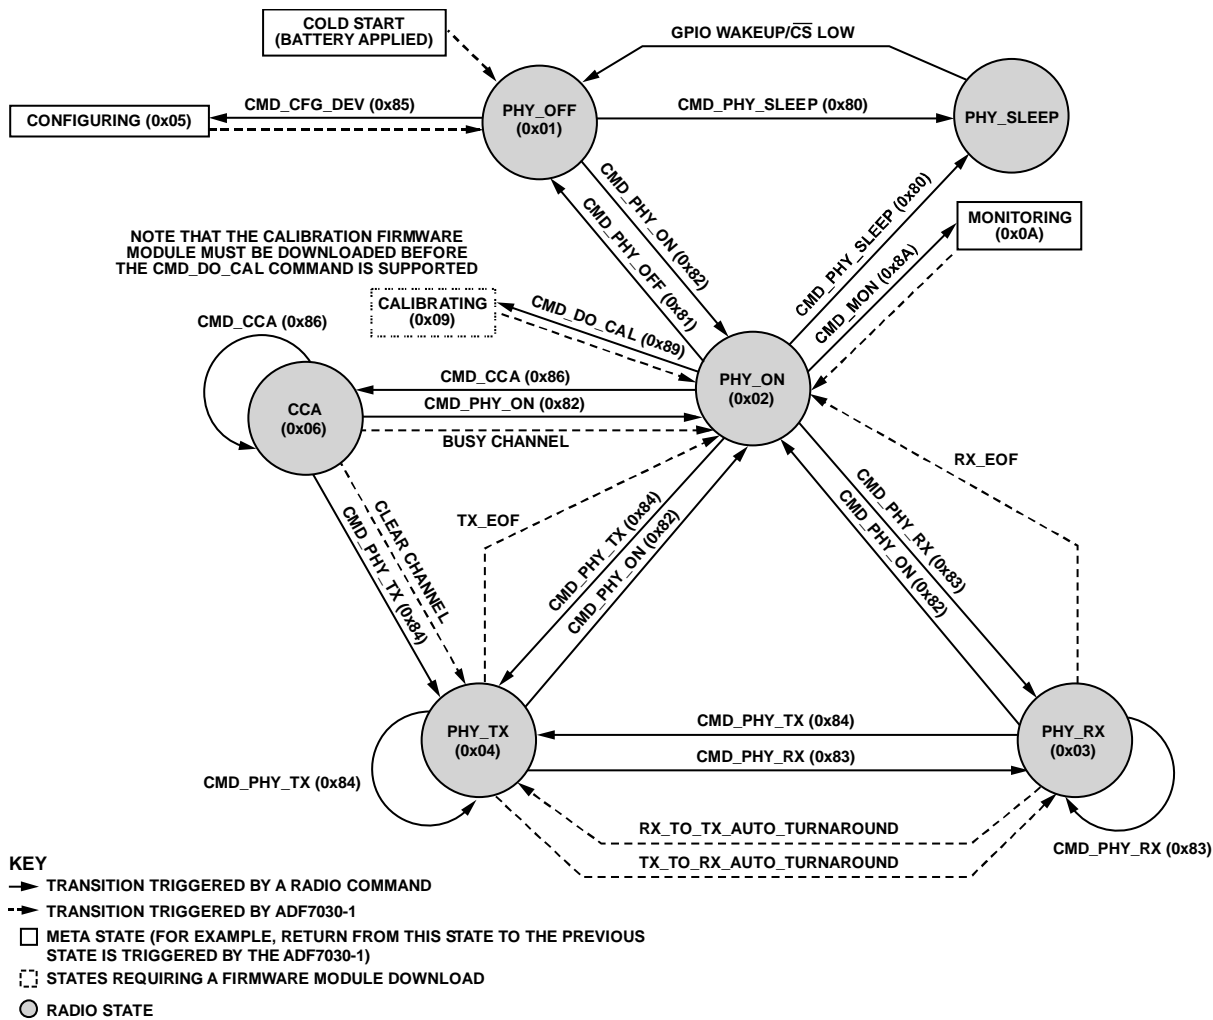 COLD START
(BATTERY APPLIED)
GPIO WAKEUP/CS LOW
CMD_CFG_DEV (0x85)
CONFIGURING (0x05)
PHY_OFF
(0x01)
CMD_PHY_SLEEP (0x80)
PHY_SLEEP
CMD_PHY_ON (0x82)
CMD_PHY_OFF (0x81)
CMD_PHY_SLEEP (0x80)
CMD_MON (0x8A)
MONITORING
(0x0A)
NOTE THAT THE CALIBRATION FIRMWARE
MODULE MUST BE DOWNLOADED BEFORE
THE CMD_DO_CAL COMMAND IS SUPPORTED
CALIBRATING
(0x09)
CMD_DO_CAL (0x89)
CMD_CCA (0x86)
CMD_CCA (0x86)
PHY_ON
(0x02)
CCA
(0x06)
CMD_PHY_ON (0x82)
BUSY CHANNEL
RX_EOF
TX_EOF
CLEAR CHANNEL
CMD_PHY_TX (0x84)
CMD_PHY_TX (0x84)
CMD_PHY_ON (0x82)
CMD_PHY_RX (0x83)
CMD_PHY_ON (0x82)
PHY_TX
(0x04)
CMD_PHY_TX (0x84)
CMD_PHY_RX (0x83)
PHY_RX
(0x03)
CMD_PHY_TX (0x84)
RX_TO_TX_AUTO_TURNAROUND
TX_TO_RX_AUTO_TURNAROUND
CMD_PHY_RX (0x83)
KEY
TRANSITION TRIGGERED BY A RADIO COMMAND
TRANSITION TRIGGERED BY ADF7030-1
META STATE (FOR EXAMPLE, RETURN FROM THIS STATE TO THE PREVIOUS
STATE IS TRIGGERED BY THE ADF7030-1)
STATES REQUIRING A FIRMWARE MODULE DOWNLOAD
RADIO STATE